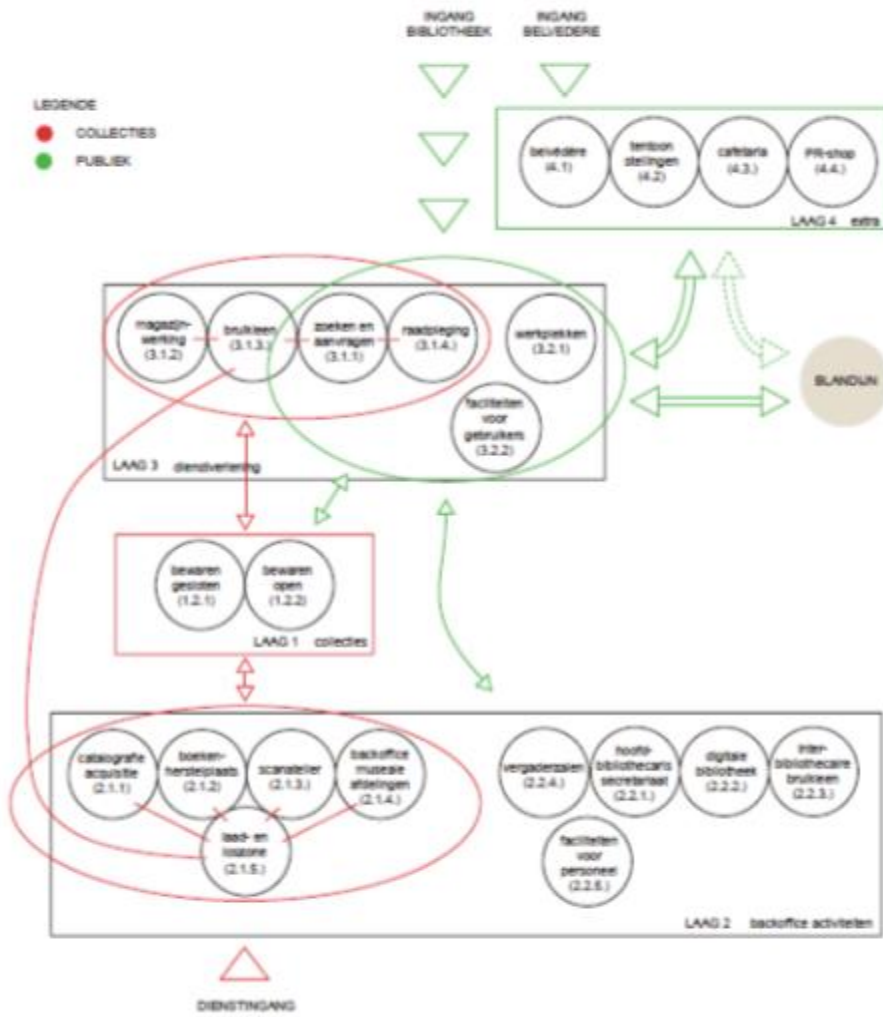 INGANG
BIBLIOTHEEK
INGANG
BELVEDERE
LEGENDE
COLLECTIES
PUBLIEK
belvédère
(4.1)
tentoon
stellingen
(4.2)
cafetaria
(4.3.)
PR-shop
(4.4.)
LAAG 4 extra
magazijn-
werking
(3.1.2)
bruikleen
(3.1.3.)
zoeken en
aanvragen
(3.1.1)
raadpleging
(3.1.4.)
werkplekken
(3.2.1)
BLANDIJN
faciliteiten
voor
gebruikers
(3.2.2)
LAAG 3 dienstverlening
bewaren
gesloten
(1.2.1)
bewaren
open
(1.2.2)
LAAG 1 collecties
catalografie
acquisitie
(2.1.1)
boeken-
herstelplaats
(2.1.2)
scanatelier
(2.1.3.)
backoffice
museale
afdelingen
(2.1.4.)
vergaderzalen
(2.2.4.)
hoofd-
bibliothecaris
secretariaat
(2.2.1.)
digitale
bibliotheek
(2.2.2.)
inter-
bibliothecaire
bruikleen
(2.2.3.)
laad- en
loszone
(2.1.5.)
faciliteiten
voor
personeel
(2.2.5.)
LAAG 2 backoffice activiteiten
DIENSTINGANG